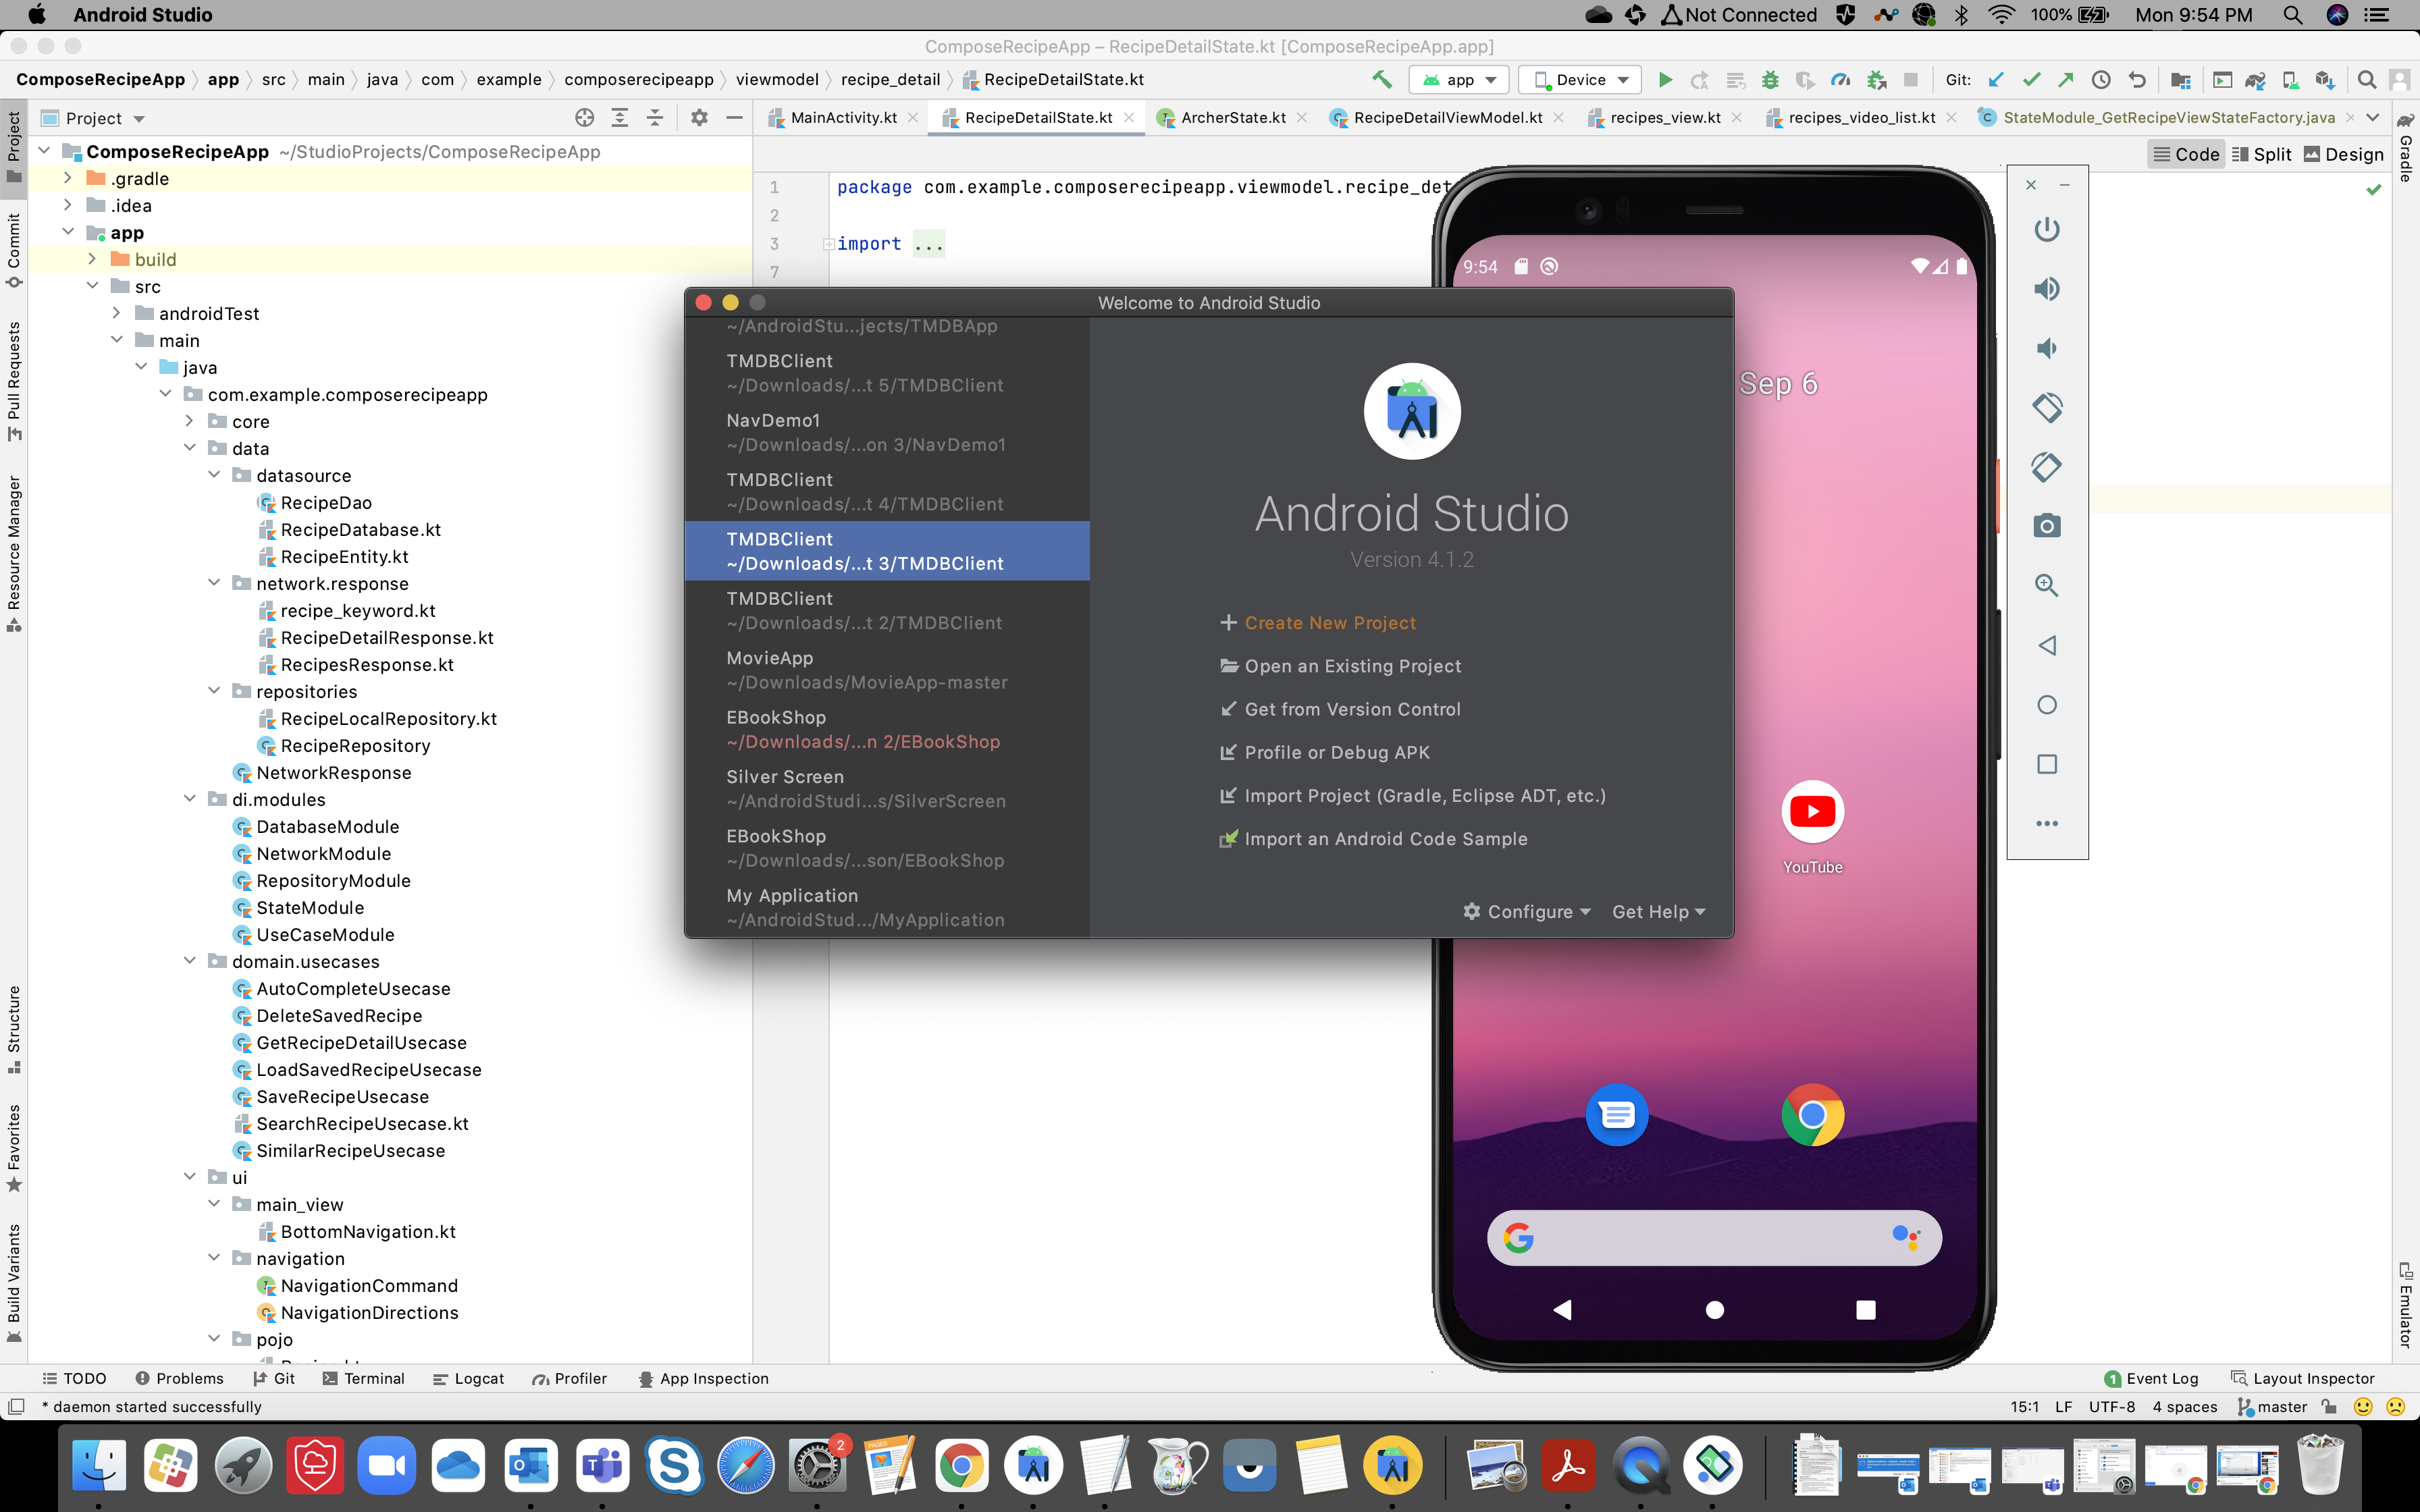 Android Studio
Not Connected
100%
Mon 9:54 PM
ComposeRecipeApp – RecipeDetailState.kt [ComposeRecipeApp.app]
ComposeRecipeApp app src main java com example composerecipeapp viewmodel recipe_detail RecipeDetailState.kt
app
Device
Git:
Project
MainActivity.kt
RecipeDetailState.kt
ArcherState.kt
RecipeDetailViewModel.kt
recipes_view.kt
recipes_video_list.kt
StateModule_GetRecipeViewStateFactory.java
Code
Split
Design
Project
Commit
Pull Requests
Resource Manager
Structure
Favorites
Build Variants
Gradle
Emulator
ComposeRecipeApp ~/StudioProjects/ComposeRecipeApp
.gradle
.idea
app
build
src
androidTest
main
java
com.example.composerecipeapp
core
data
datasource
RecipeDao
RecipeDatabase.kt
RecipeEntity.kt
network.response
recipe_keyword.kt
RecipeDetailResponse.kt
RecipesResponse.kt
repositories
RecipeLocalRepository.kt
RecipeRepository
NetworkResponse
di.modules
DatabaseModule
NetworkModule
RepositoryModule
StateModule
UseCaseModule
domain.usecases
AutoCompleteUsecase
DeleteSavedRecipe
GetRecipeDetailUsecase
LoadSavedRecipeUsecase
SaveRecipeUsecase
SearchRecipeUsecase.kt
SimilarRecipeUsecase
ui
main_view
BottomNavigation.kt
navigation
NavigationCommand
NavigationDirections
pojo
1 package com.example.composerecipeapp.viewmodel.recipe_det
2
3 import ...
7
Welcome to Android Studio
~/AndroidStu...jects/TMDBApp
TMDBClient
~/Downloads/...t 5/TMDBClient
NavDemo1
~/Downloads/...on 3/NavDemo1
TMDBClient
~/Downloads/...t 4/TMDBClient
TMDBClient
~/Downloads/...t 3/TMDBClient
TMDBClient
~/Downloads/...t 2/TMDBClient
MovieApp
~/Downloads/MovieApp-master
EBookShop
~/Downloads/...n 2/EBookShop
Silver Screen
~/AndroidStudi...s/SilverScreen
EBookShop
~/Downloads/...son/EBookShop
My Application
~/AndroidStud.../MyApplication
Android Studio
Version 4.1.2
Create New Project
Open an Existing Project
Get from Version Control
Profile or Debug APK
Import Project (Gradle, Eclipse ADT, etc.)
Import an Android Code Sample
Configure
Get Help
9:54
Sep 6
YouTube
TODO
Problems
Git
Terminal
Logcat
Profiler
App Inspection
1 Event Log
Layout Inspector
* daemon started successfully
15:1 LF UTF-8 4 spaces master
2
PAGES